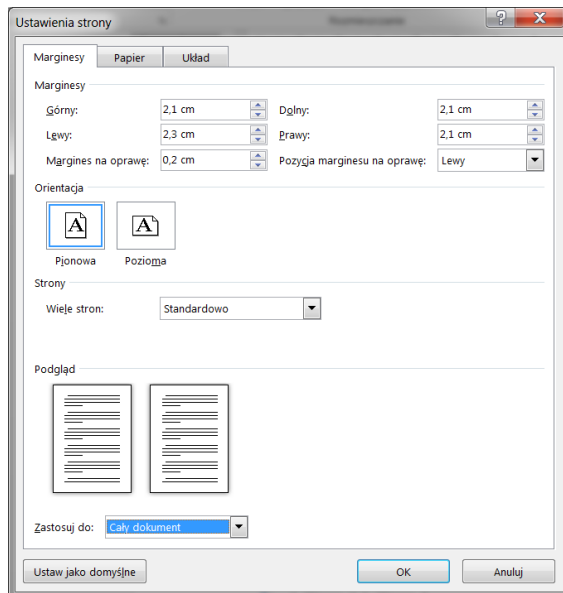 Ustawienia strony
Marginesy Papier Układ
Marginesy
Górny: 2,1 cm Dolny: 2,1 cm
Lewy: 2,3 cm Prawy: 2,1 cm
Margines na oprawę: 0,2 cm Pozycja marginesu na oprawę: Lewy
Orientacja
A A
Pionowa Pozioma
Strony
Wiele stron: Standardowo
Podgląd
Zastosuj do: Cały dokument
Ustaw jako domyślne OK Anuluj